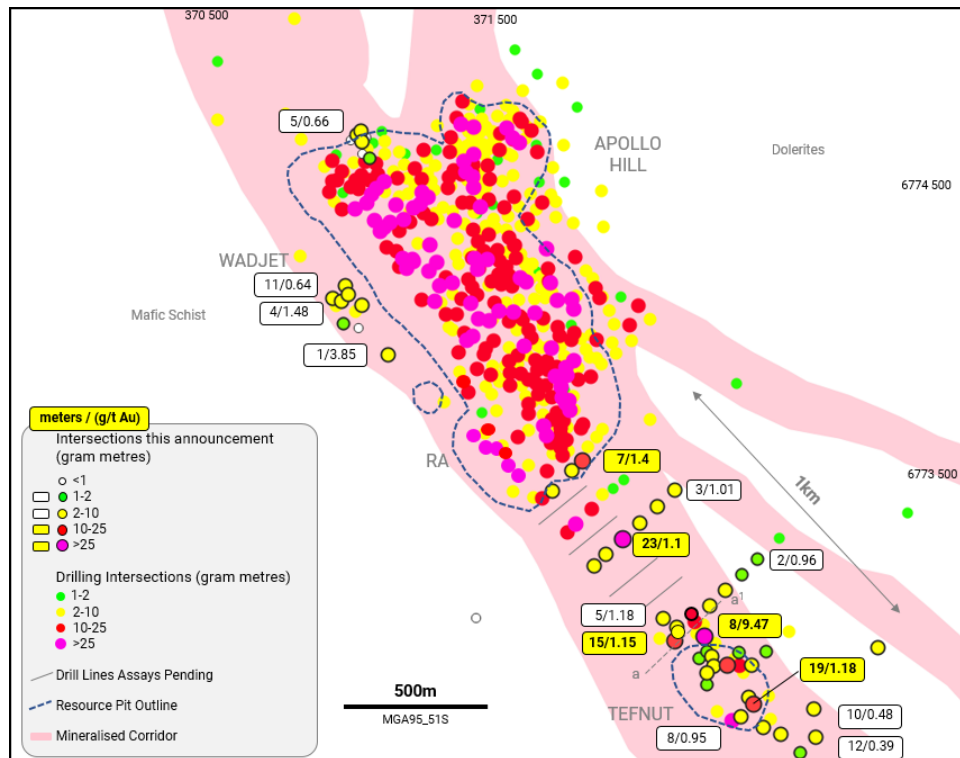 370 500
371 500
5/0.66
APOLLO
HILL
Dolerites
6774 500
WADJET
11/0.64
Mafic Schist
4/1.48
1/3.85
meters / (g/t Au)
Intersections this announcement
(gram metres)
<1
1-2
2-10
10-25
>25
Drilling Intersections (gram metres)
1-2
2-10
10-25
>25
Drill Lines Assays Pending
Resource Pit Outline
Mineralised Corridor
RA
7/1.4
1km
6773 500
3/1.01
23/1.1
2/0.96
5/1.18
a¹
8/9.47
15/1.15
a
19/1.18
500m
MGA95_51S
TEFNUT
8/0.95
10/0.48
12/0.39